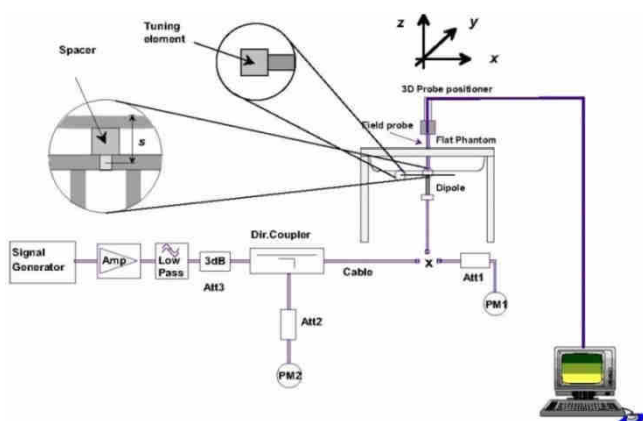 Tuning
element
Spacer
s
z
y
x
3D Probe positioner
Field probe
Flat Phantom
Dipole
Signal
Generator
Amp
Low
Pass
3dB
Att3
Dir.Coupler
Cable
x
Att1
PM1
Att2
PM2